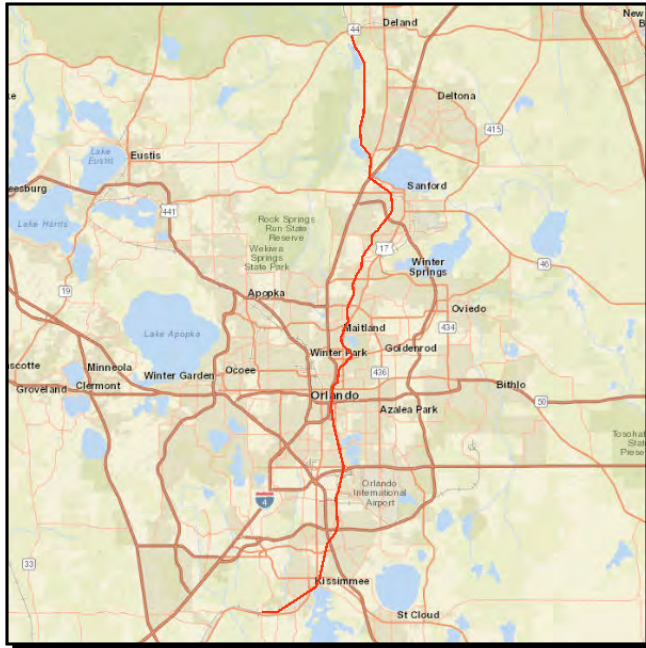 Deland
44
New
B
ke
Deltona
415
Lake
Eustis
Eustis
eesburg
Sanford
Lake Harris
441
Rock Springs
Run State
Reserve
17
Wekiwa
Springs
State Park
Winter
Springs
46
19
Apopka
Oviedo
Lake Apopka
Maitland
434
Goldenrod
ascotte
Minneola
Winter Park
Winter Garden
Ocoee
436
Groveland
Clermont
Bithlo
Orlando
50
Azalea Park
Tosohat
State
Prese
Orlando
International
Airport
4
33
Kissimmee
St Cloud